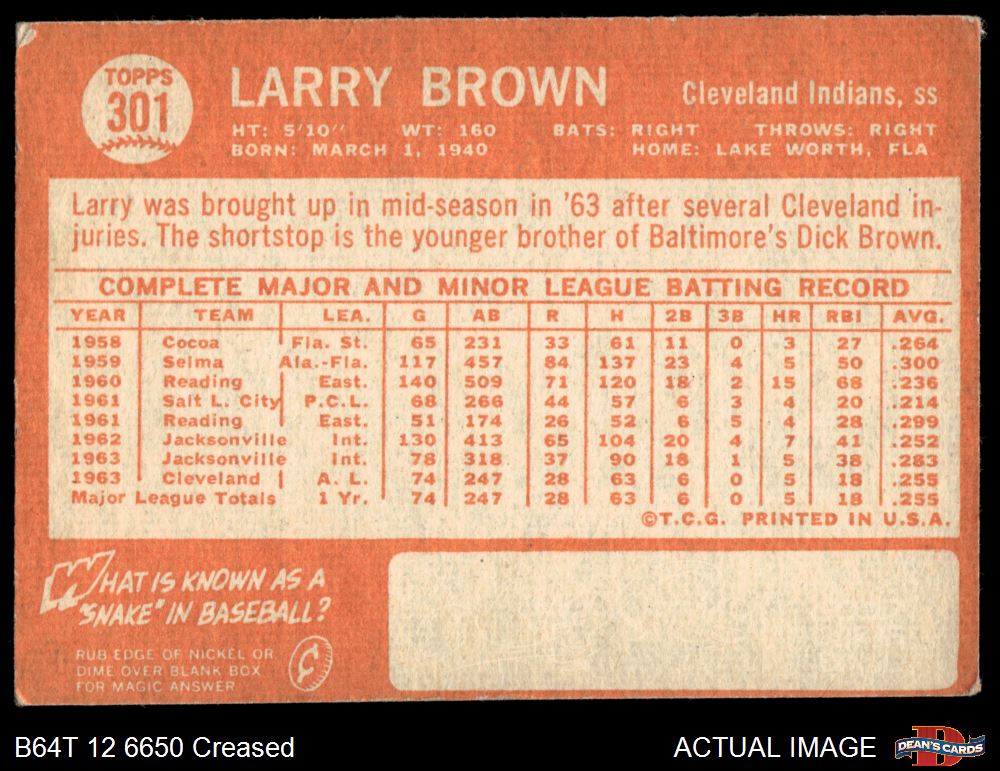 TOPPS
301
LARRY BROWN
Cleveland Indians, ss
HT: 5'10" WT: 160 BATS: RIGHT THROWS: RIGHT
BORN: MARCH 1, 1940 HOME: LAKE WORTH, FLA
Larry was brought up in mid-season in '63 after several Cleveland in-
juries. The shortstop is the younger brother of Baltimore's Dick Brown.
COMPLETE MAJOR AND MINOR LEAGUE BATTING RECORD
YEAR TEAM LEA. G AB R H 2B 3B HR RBI AVG.
1958 Cocoa Fla. St. 65 231 33 61 11 0 3 27 .264
1959 Selma Ala.-Fla. 117 457 84 137 23 4 5 50 .300
1960 Reading East. 140 509 71 120 18 2 15 68 .236
1961 Salt L. City P.C.L. 68 266 44 57 6 3 4 20 .214
1961 Reading East. 51 174 26 52 6 5 4 28 .299
1962 Jacksonville Int. 130 413 65 104 20 4 7 41 .252
1963 Jacksonville Int. 78 318 37 90 18 1 5 38 .283
1963 Cleveland A. L. 74 247 28 63 6 0 5 18 .255
Major League Totals 1 Yr. 74 247 28 63 6 0 5 18 .255
©T.C.G. PRINTED IN U.S.A.
WHAT IS KNOWN AS A
"SNAKE" IN BASEBALL?
RUB EDGE OF NICKEL OR
DIME OVER BLANK BOX
FOR MAGIC ANSWER
¢
B64T 12 6650 Creased
ACTUAL IMAGE
DEAN'S CARDS